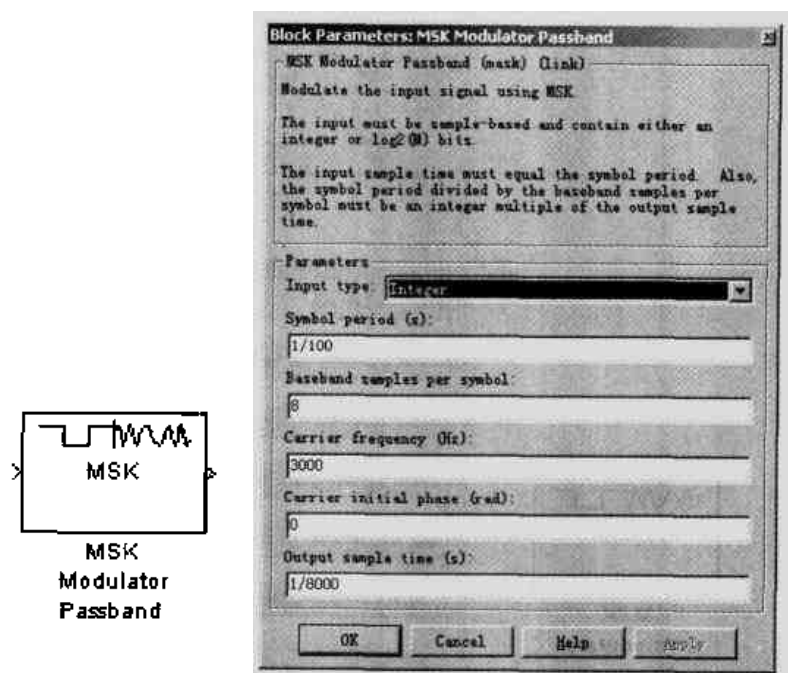 MSK
MSK
Modulator
Passband
Block Parameters: MSK Modulator Passband
MSK Modulator Passband (mask) (link)
Modulate the input signal using MSK.
The input must be sample-based and contain either an
integer or log2(M) bits.
The input sample time must equal the symbol period. Also,
the symbol period divided by the baseband samples per
symbol must be an integer multiple of the output sample
time.
Parameters
Input type: Integer
Symbol period (s):
1/100
Baseband samples per symbol:
8
Carrier frequency (Hz):
3000
Carrier initial phase (rad):
0
Output sample time (s):
1/8000
OK Cancel Help Apply